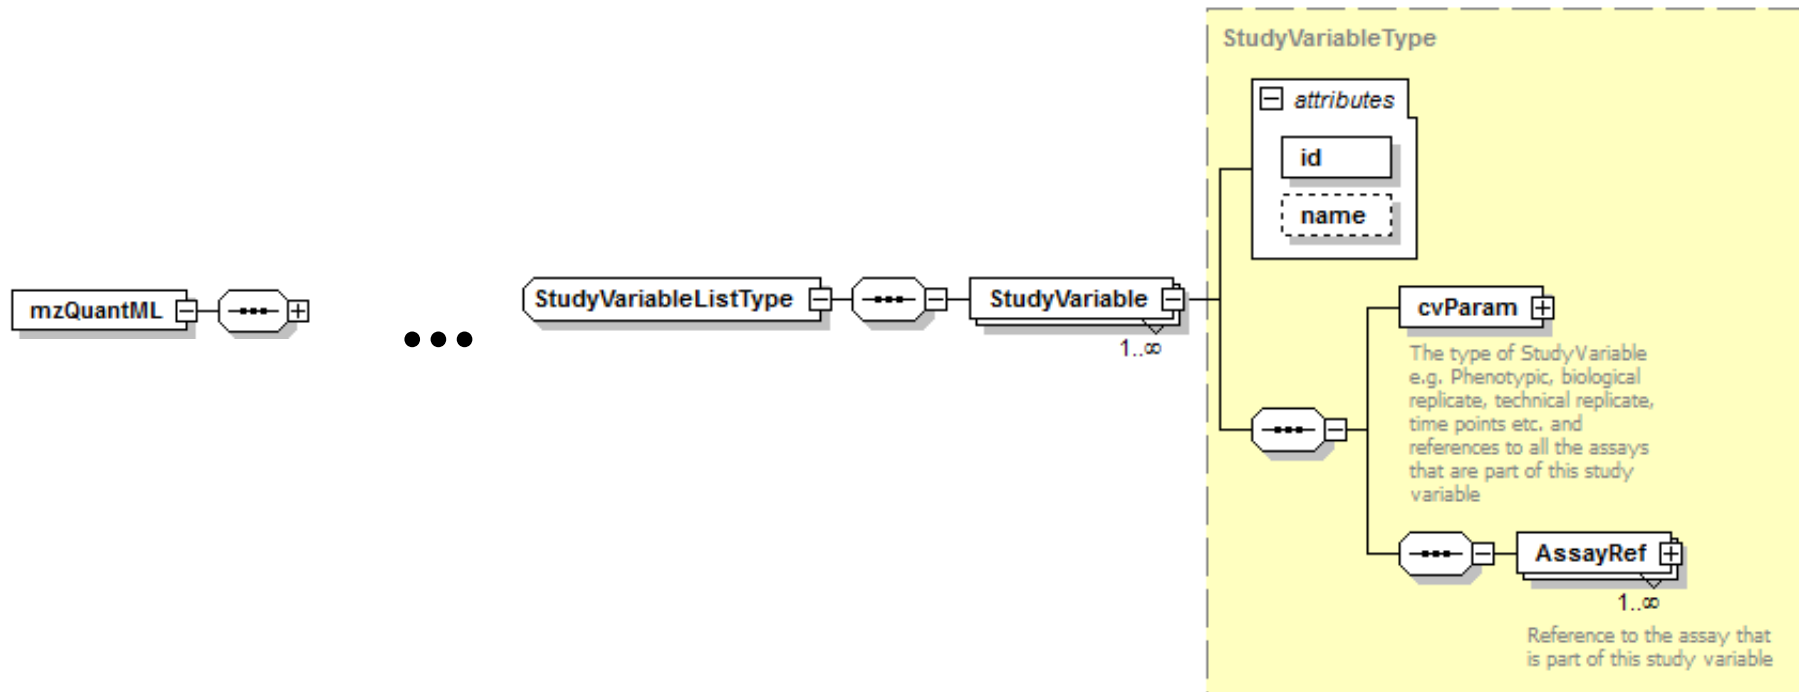 StudyVariableType
attributes
id
name
mzQuantML
StudyVariableListType
StudyVariable
1..∞
cvParam
The type of StudyVariable
e.g. Phenotypic, biological
replicate, technical replicate,
time points etc. and
references to all the assays
that are part of this study
variable
AssayRef
1..∞
Reference to the assay that
is part of this study variable